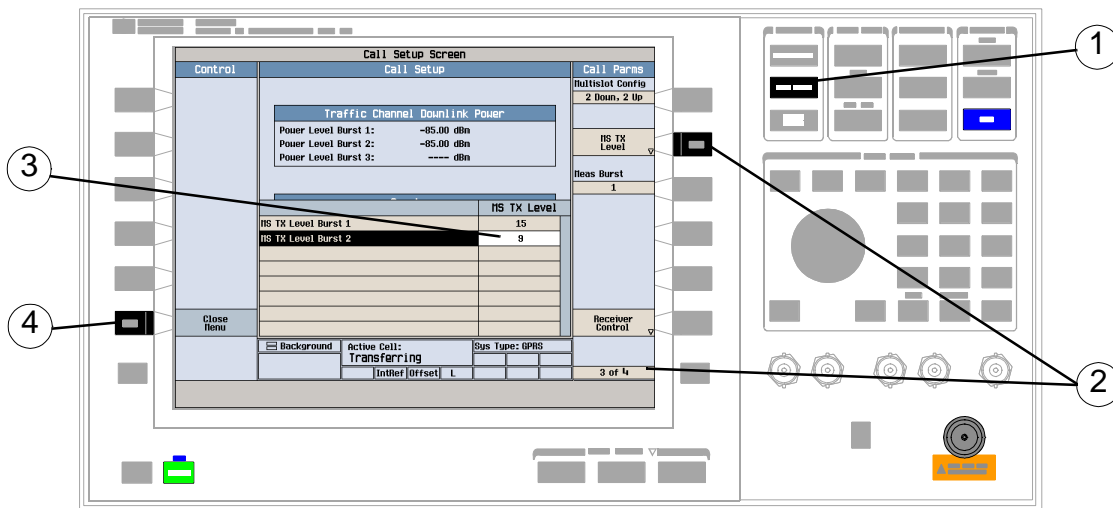 Call Setup Screen
Control
Call Setup
Call Parms
Multislot Config
2 Down, 2 Up
Traffic Channel Downlink Power
Power Level Burst 1: -85.00 dBm
Power Level Burst 2: -85.00 dBm
Power Level Burst 3: ---- dBm
MS TX Level
Meas Burst
1
MS TX Level
MS TX Level Burst 1 15
MS TX Level Burst 2 9
Close Menu
Receiver Control
Background
Active Cell:
Transferring
Sys Type: GPRS
IntRef Offset L
3 of 4
1
2
3
4